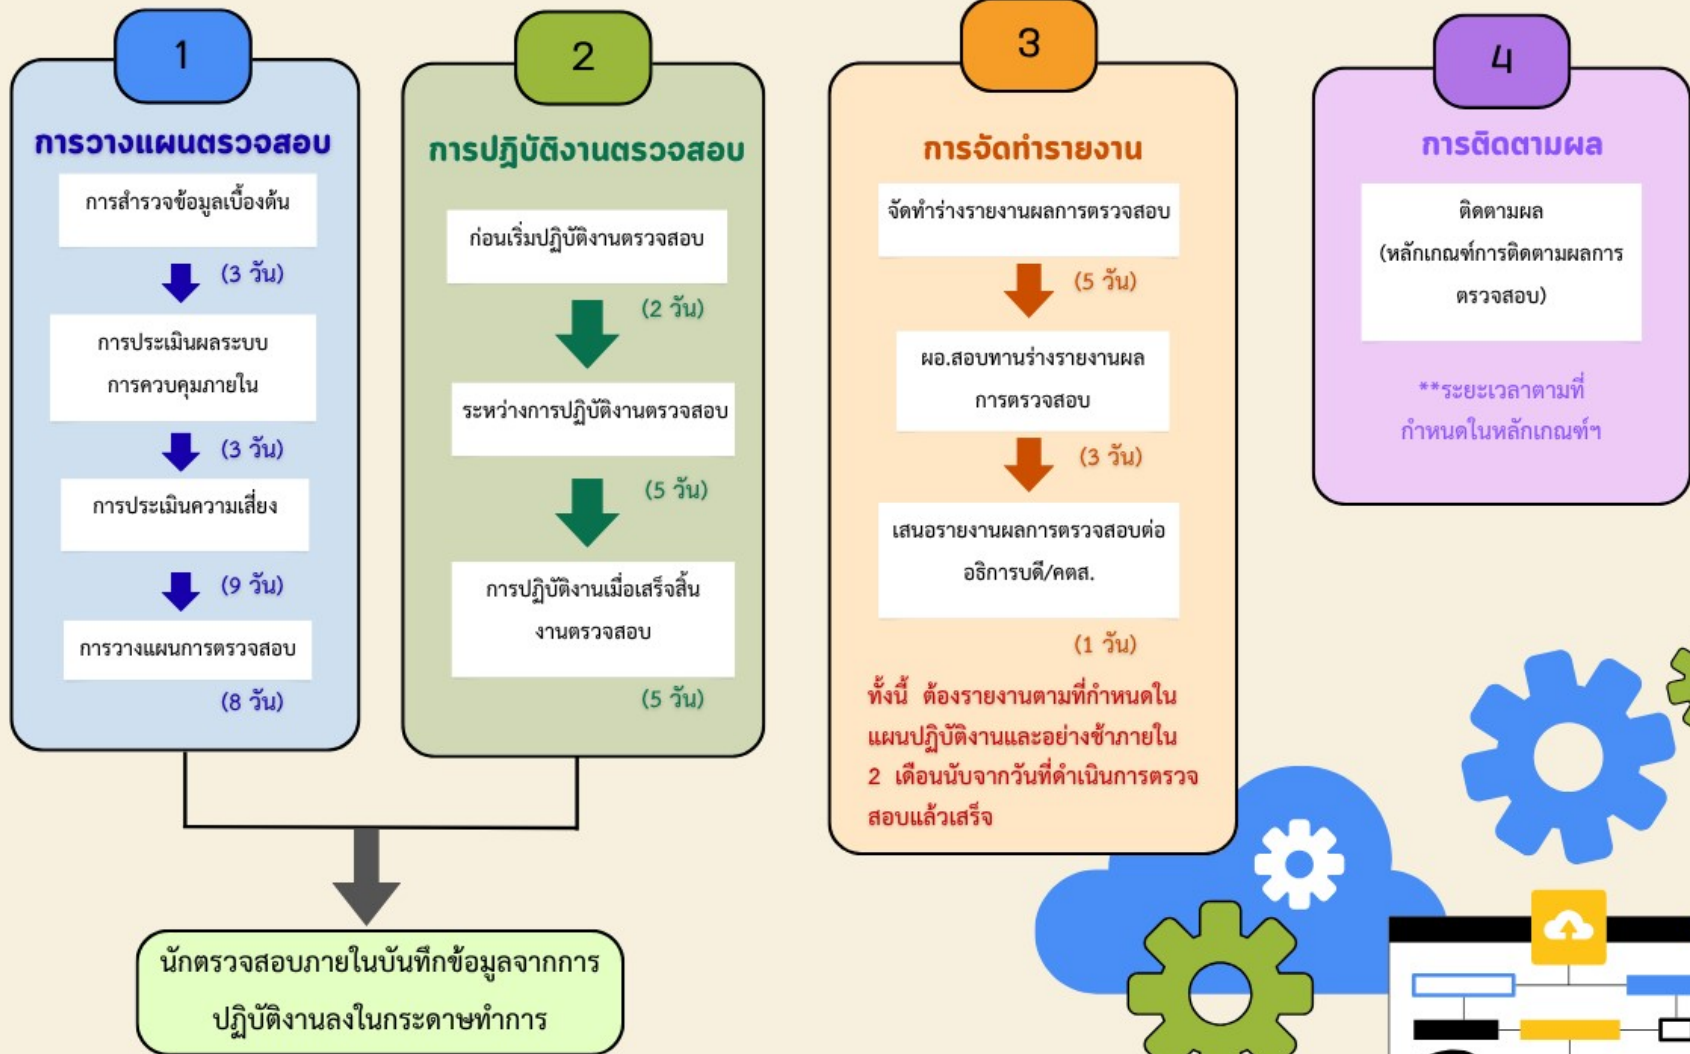 1
การวางแผนตรวจสอบ
การสำรวจข้อมูลเบื้องต้น
(3 วัน)
การประเมินผลระบบ
การควบคุมภายใน
(3 วัน)
การประเมินความเสี่ยง
(9 วัน)
การวางแผนการตรวจสอบ
(8 วัน)
2
การปฏิบัติงานตรวจสอบ
ก่อนเริ่มปฏิบัติงานตรวจสอบ
(2 วัน)
ระหว่างการปฏิบัติงานตรวจสอบ
(5 วัน)
การปฏิบัติงานเมื่อเสร็จสิ้น
งานตรวจสอบ
(5 วัน)
นักตรวจสอบภายในบันทึกข้อมูลจากการ
ปฏิบัติงานลงในกระดาษทำการ
3
การจัดทำรายงาน
จัดทำร่างรายงานผลการตรวจสอบ
(5 วัน)
ผอ.สอบทานร่างรายงานผล
การตรวจสอบ
(3 วัน)
เสนอรายงานผลการตรวจสอบต่อ
อธิการบดี/คตส.
(1 วัน)
ทั้งนี้ ต้องรายงานตามที่กำหนดใน
แผนปฏิบัติงานและอย่างช้าภายใน
2 เดือนนับจากวันที่ดำเนินการตรวจ
สอบแล้วเสร็จ
4
การติดตามผล
ติดตามผล
(หลักเกณฑ์การติดตามผลการ
ตรวจสอบ)
**ระยะเวลาตามที่
กำหนดในหลักเกณฑ์ฯ